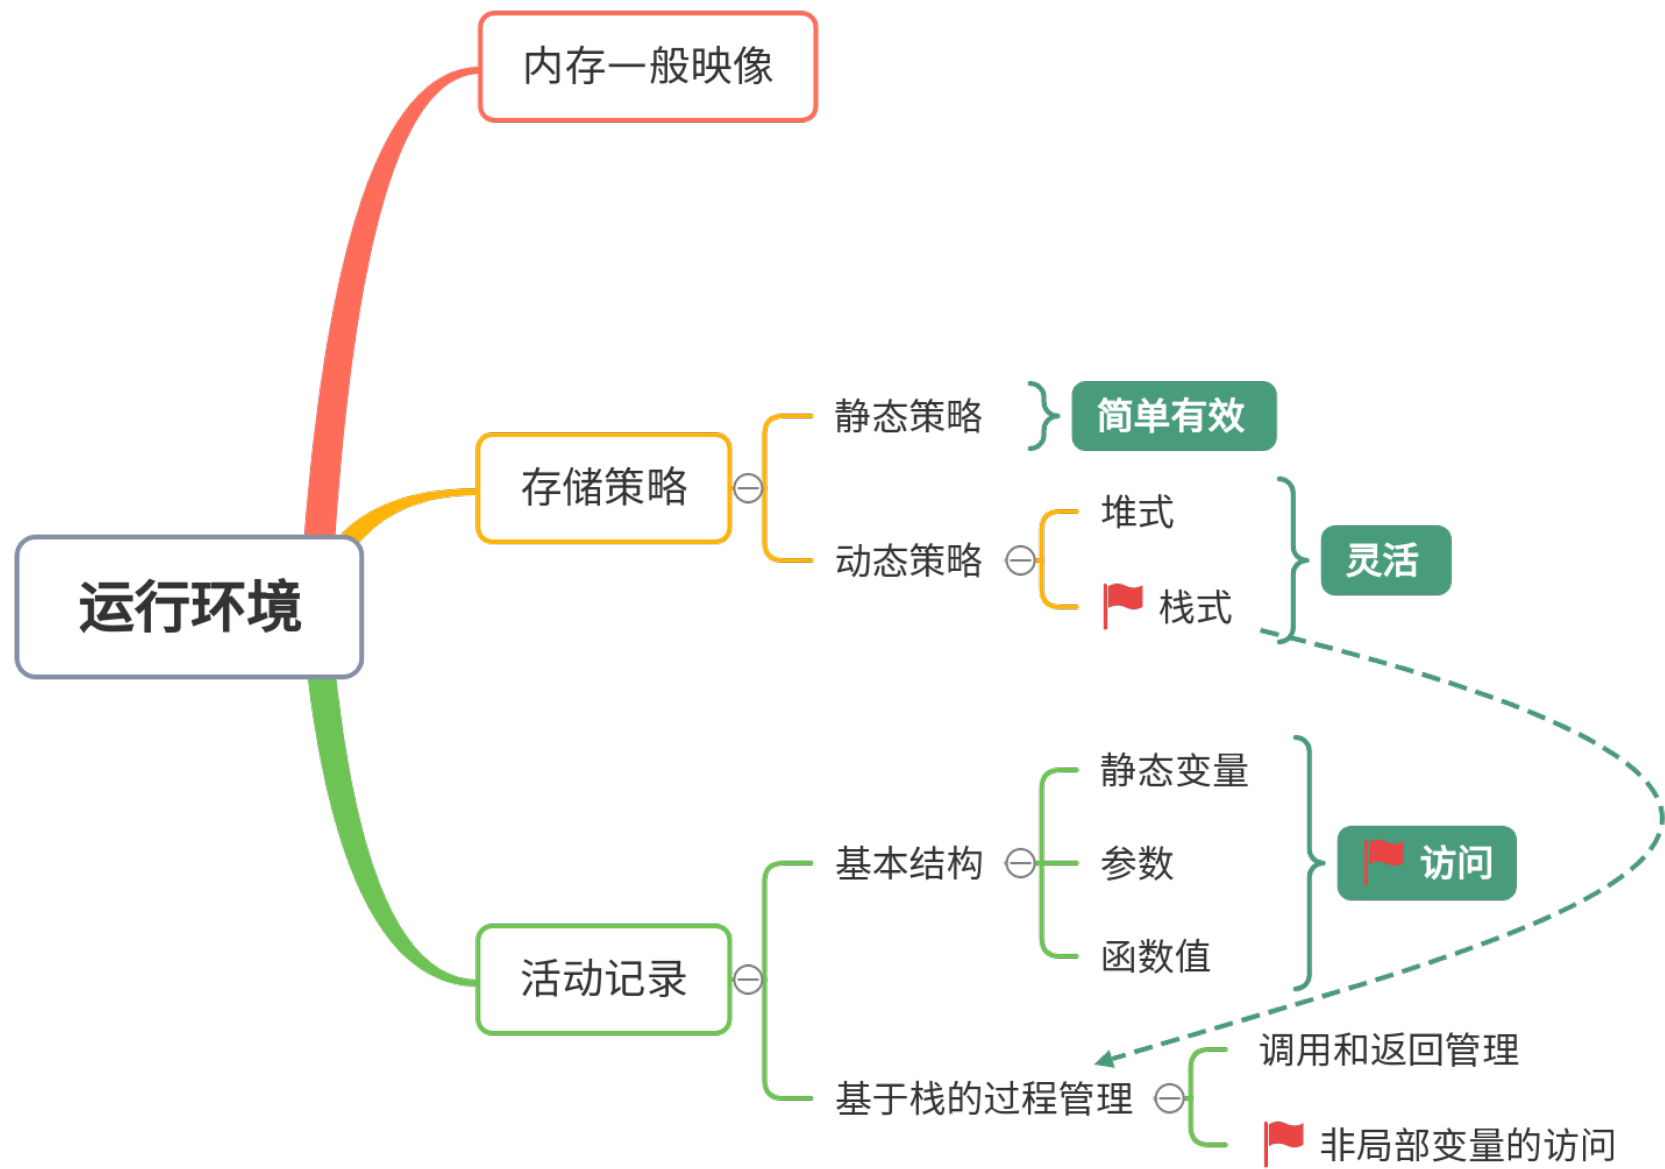 内存一般映像
静态策略
简单有效
存储策略
堆式
动态策略
灵活
栈式
运行环境
静态变量
基本结构
参数
访问
函数值
活动记录
调用和返回管理
基于栈的过程管理
非局部变量的访问